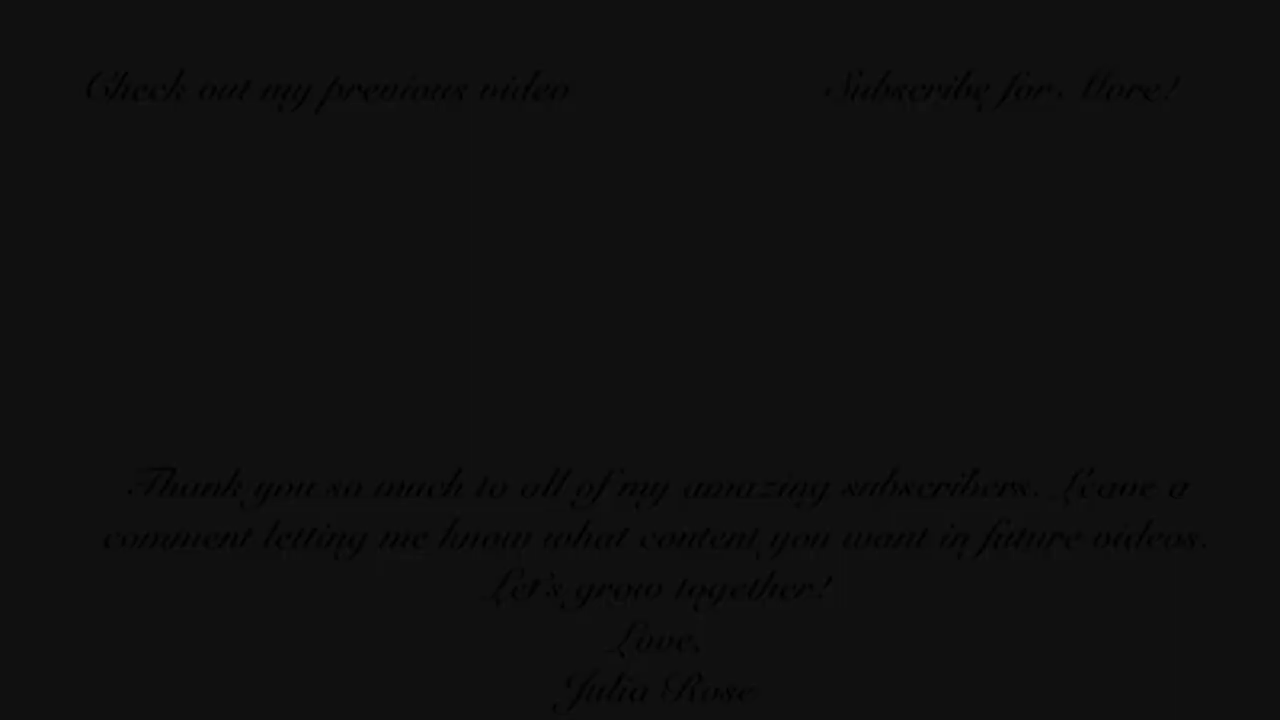 Check out my previous video
Subscribe for More!
Thank you so much to all of my amazing subscribers. Leave a
comment letting me know what content you want in future videos.
Let's grow together!
Love,
Julia Rose